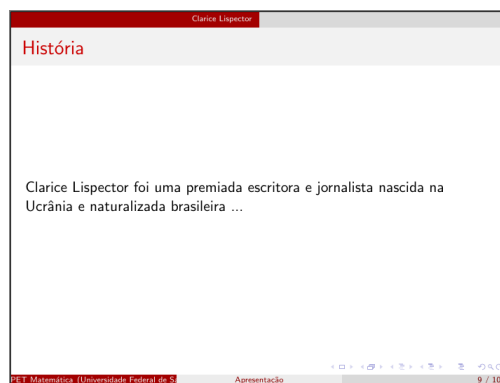 Clarice Lispector
História
Clarice Lispector foi uma premiada escritora e jornalista nascida na
Ucrânia e naturalizada brasileira ...
PET Matemática (Universidade Federal de Sa
Apresentação
9 / 10